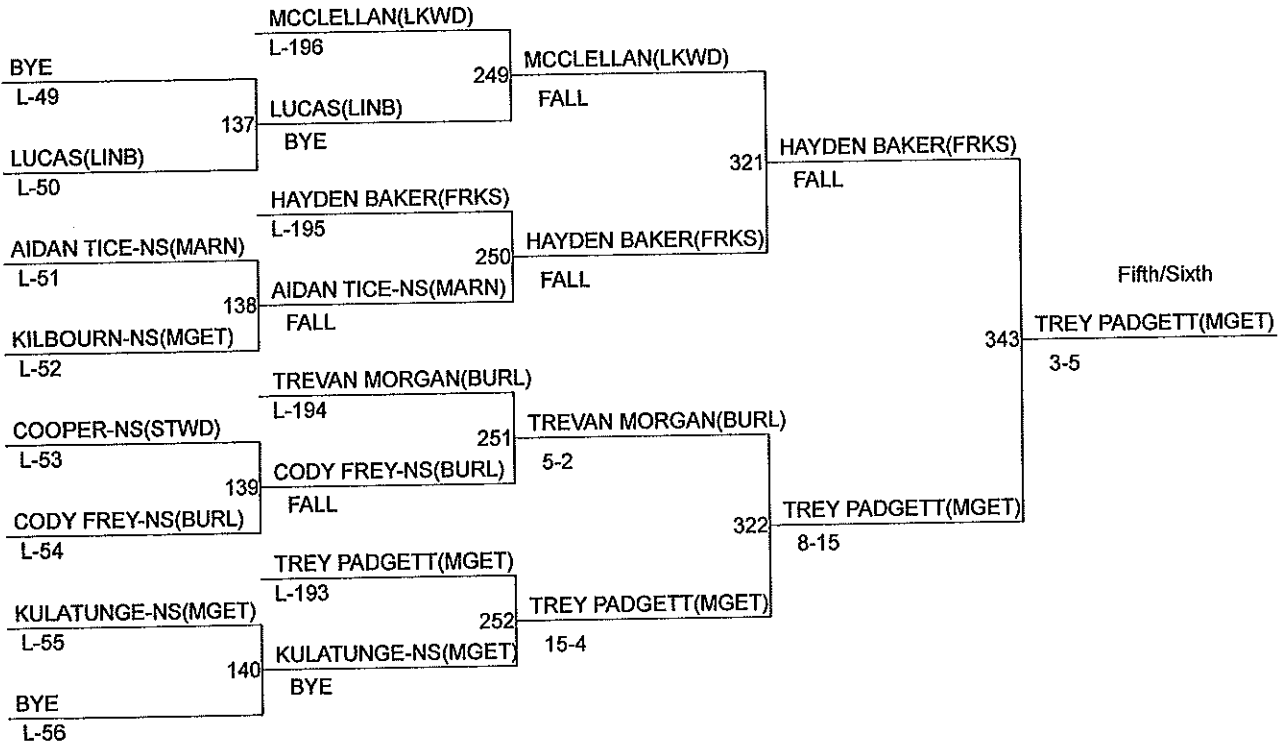 MCCLELLAN(LKWD)
L-196
BYE
L-49
249
MCCLELLAN(LKWD)
FALL
137
LUCAS(LINB)
BYE
LUCAS(LINB)
L-50
321
HAYDEN BAKER(FRKS)
FALL
HAYDEN BAKER(FRKS)
L-195
AIDAN TICE-NS(MARN)
L-51
250
HAYDEN BAKER(FRKS)
FALL
138
AIDAN TICE-NS(MARN)
FALL
KILBOURN-NS(MGET)
L-52
Fifth/Sixth
343
TREY PADGETT(MGET)
3-5
TREVAN MORGAN(BURL)
L-194
COOPER-NS(STWD)
L-53
251
TREVAN MORGAN(BURL)
5-2
139
CODY FREY-NS(BURL)
FALL
CODY FREY-NS(BURL)
L-54
322
TREY PADGETT(MGET)
8-15
TREY PADGETT(MGET)
L-193
KULATUNGE-NS(MGET)
L-55
252
TREY PADGETT(MGET)
15-4
140
KULATUNGE-NS(MGET)
BYE
BYE
L-56